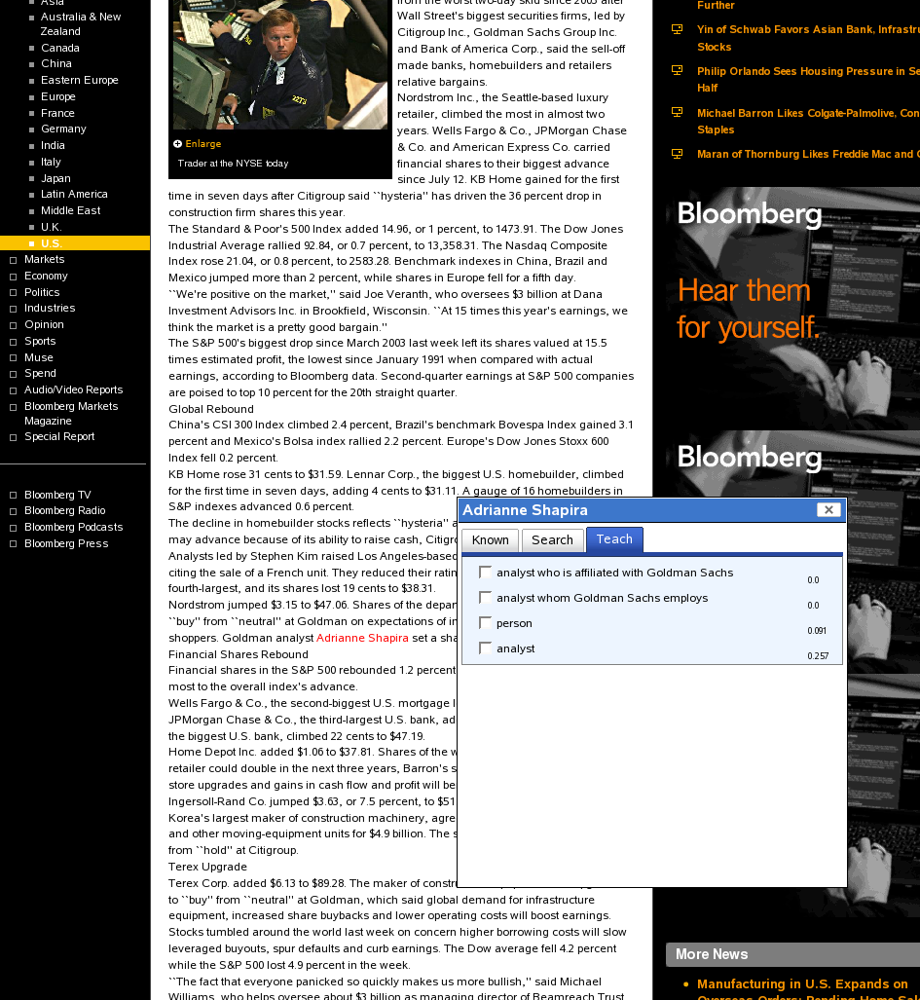 Asia
Australia & New
Zealand
Canada
China
Eastern Europe
Europe
France
Germany
India
Italy
Japan
Latin America
Middle East
U.K.
U.S.
Markets
Economy
Politics
Industries
Opinion
Sports
Muse
Spend
Audio/Video Reports
Bloomberg Markets
Magazine
Special Report
Bloomberg TV
Bloomberg Radio
Bloomberg Podcasts
Bloomberg Press
Enlarge
Trader at the NYSE today
from the worst two-day skid since 2003 after
Wall Street's biggest securities firms, led by
Citigroup Inc., Goldman Sachs Group Inc.
and Bank of America Corp., said the sell-off
made banks, homebuilders and retailers
relative bargains.
Nordstrom Inc., the Seattle-based luxury
retailer, climbed the most in almost two
years. Wells Fargo & Co., JPMorgan Chase
& Co. and American Express Co. carried
financial shares to their biggest advance
since July 12. KB Home gained for the first
time in seven days after Citigroup said ``hysteria'' has driven the 36 percent drop in
construction firm shares this year.
The Standard & Poor's 500 Index added 14.96, or 1 percent, to 1473.91. The Dow Jones
Industrial Average rallied 92.84, or 0.7 percent, to 13,358.31. The Nasdaq Composite
Index rose 21.04, or 0.8 percent, to 2583.28. Benchmark indexes in China, Brazil and
Mexico jumped more than 2 percent, while shares in Europe fell for a fifth day.
``We're positive on the market,'' said Joe Veranth, who oversees $3 billion at Dana
Investment Advisors Inc. in Brookfield, Wisconsin. ``At 15 times this year's earnings, we
think the market is a pretty good bargain.''
The S&P 500's biggest drop since March 2003 last week left its shares valued at 15.5
times estimated profit, the lowest since January 1991 when compared with actual
earnings, according to Bloomberg data. Second-quarter earnings at S&P 500 companies
are poised to top 10 percent for the 20th straight quarter.
Global Rebound
China's CSI 300 Index climbed 2.4 percent, Brazil's benchmark Bovespa Index gained 3.1
percent and Mexico's Bolsa index rallied 2.2 percent. Europe's Dow Jones Stoxx 600
Index fell 0.2 percent.
KB Home rose 31 cents to $31.59. Lennar Corp., the biggest U.S. homebuilder, climbed
for the first time in seven days, adding 4 cents to $31.11. A gauge of 16 homebuilders in
S&P indexes advanced 0.6 percent.
The decline in homebuilder stocks reflects ``hysteria'' a
may advance because of its ability to raise cash, Citigro
Analysts led by Stephen Kim raised Los Angeles-based
citing the sale of a French unit. They reduced their ratin
fourth-largest, and its shares lost 19 cents to $38.31.
Nordstrom jumped $3.15 to $47.06. Shares of the depar
``buy'' from ``neutral'' at Goldman on expectations of in
shoppers. Goldman analyst Adrianne Shapira set a sha
Financial Shares Rebound
Financial shares in the S&P 500 rebounded 1.2 percent
most to the overall index's advance.
Wells Fargo & Co., the second-biggest U.S. mortgage l
JPMorgan Chase & Co., the third-largest U.S. bank, ad
the biggest U.S. bank, climbed 22 cents to $47.19.
Home Depot Inc. added $1.06 to $37.81. Shares of the w
retailer could double in the next three years, Barron's s
store upgrades and gains in cash flow and profit will be
Ingersoll-Rand Co. jumped $3.63, or 7.5 percent, to $51
Korea's largest maker of construction machinery, agre
and other moving-equipment units for $4.9 billion. The s
from ``hold'' at Citigroup.
Terex Upgrade
Terex Corp. added $6.13 to $89.28. The maker of constr
to ``buy'' from ``neutral'' at Goldman, which said global demand for infrastructure
equipment, increased share buybacks and lower operating costs will boost earnings.
Stocks tumbled around the world last week on concern higher borrowing costs will slow
leveraged buyouts, spur defaults and curb earnings. The Dow average fell 4.2 percent
while the S&P 500 lost 4.9 percent in the week.
``The fact that everyone panicked so quickly makes us more bullish,'' said Michael
Williams, who helps oversee about $3 billion as managing director of Beamreach Trust
Adrianne Shapira
Known
Search
Teach
analyst who is affiliated with Goldman Sachs
0.0
analyst whom Goldman Sachs employs
0.0
person
0.091
analyst
0.257
Further
Yin of Schwab Favors Asian Bank, Infrastru
Stocks
Philip Orlando Sees Housing Pressure in Se
Half
Michael Barron Likes Colgate-Palmolive, Con
Staples
Maran of Thornburg Likes Freddie Mac and C
Bloomberg
Hear them
for yourself.
Bloomberg
More News
Manufacturing in U.S. Expands on
Overseas Orders; Pending Home Sal